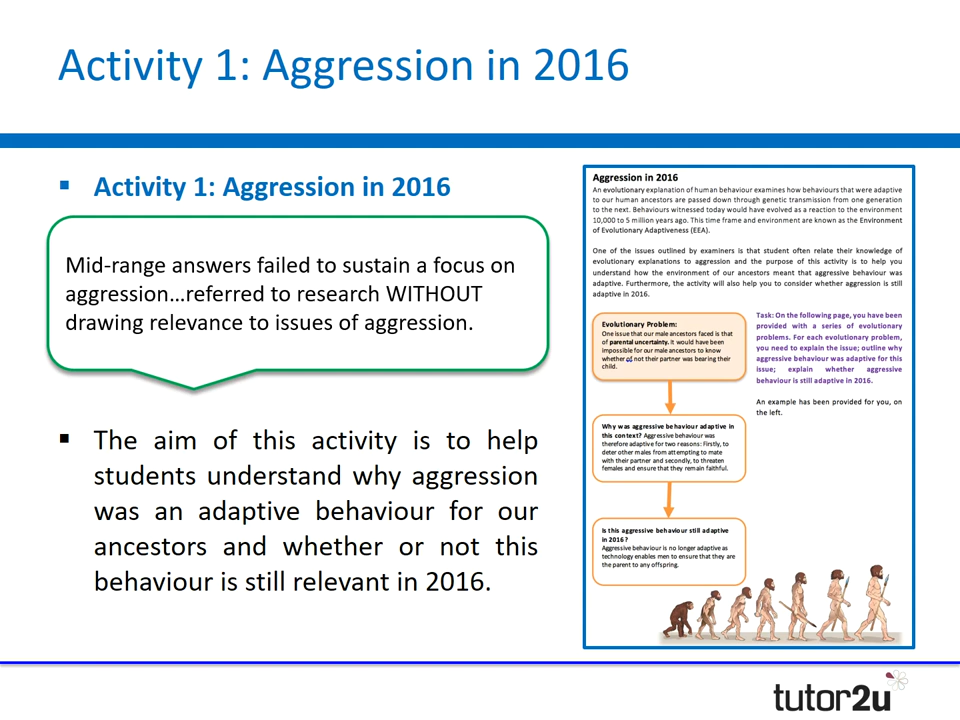 Activity 1: Aggression in 2016
▪ Activity 1: Aggression in 2016
Mid-range answers failed to sustain a focus on
aggression…referred to research WITHOUT
drawing relevance to issues of aggression.
▪ The aim of this activity is to help
students understand why aggression
was an adaptive behaviour for our
ancestors and whether or not this
behaviour is still relevant in 2016.
Aggression in 2016
An evolutionary explanation of human behaviour examines how behaviours that were adaptive
to our human ancestors are passed down through genetic transmission from one generation
to the next. Behaviours witnessed today would have evolved as a reaction to the environment
10,000 to 5 million years ago. This time frame and environment are known as the Environment
of Evolutionary Adaptiveness (EEA).
One of the issues outlined by examiners is that student often relate their knowledge of
evolutionary explanations to aggression and the purpose of this activity is to help you
understand how the environment of our ancestors meant that aggressive behaviour was
adaptive. Furthermore, the activity will also help you to consider whether aggression is still
adaptive in 2016.
Evolutionary Problem:
One issue that our male ancestors faced is that
of parental uncertainty. It would have been
impossible for our male ancestors to know
whether of not their partner was bearing their
child.
Why was aggressive behaviour adaptive in
this context? Aggressive behaviour was
therefore adaptive for two reasons: Firstly, to
deter other males from attempting to mate
with their partner and secondly, to threaten
females and ensure that they remain faithful.
Is this aggressive behaviour still adaptive
in 2016?
Aggressive behaviour is no longer adaptive as
technology enables men to ensure that they are
the parent to any offspring.
Task: On the following page, you have been
provided with a series of evolutionary
problems. For each evolutionary problem,
you need to explain the issue; outline why
aggressive behaviour was adaptive for this
issue; explain whether aggressive
behaviour is still adaptive in 2016.
An example has been provided for you, on
the left.
tutor2u